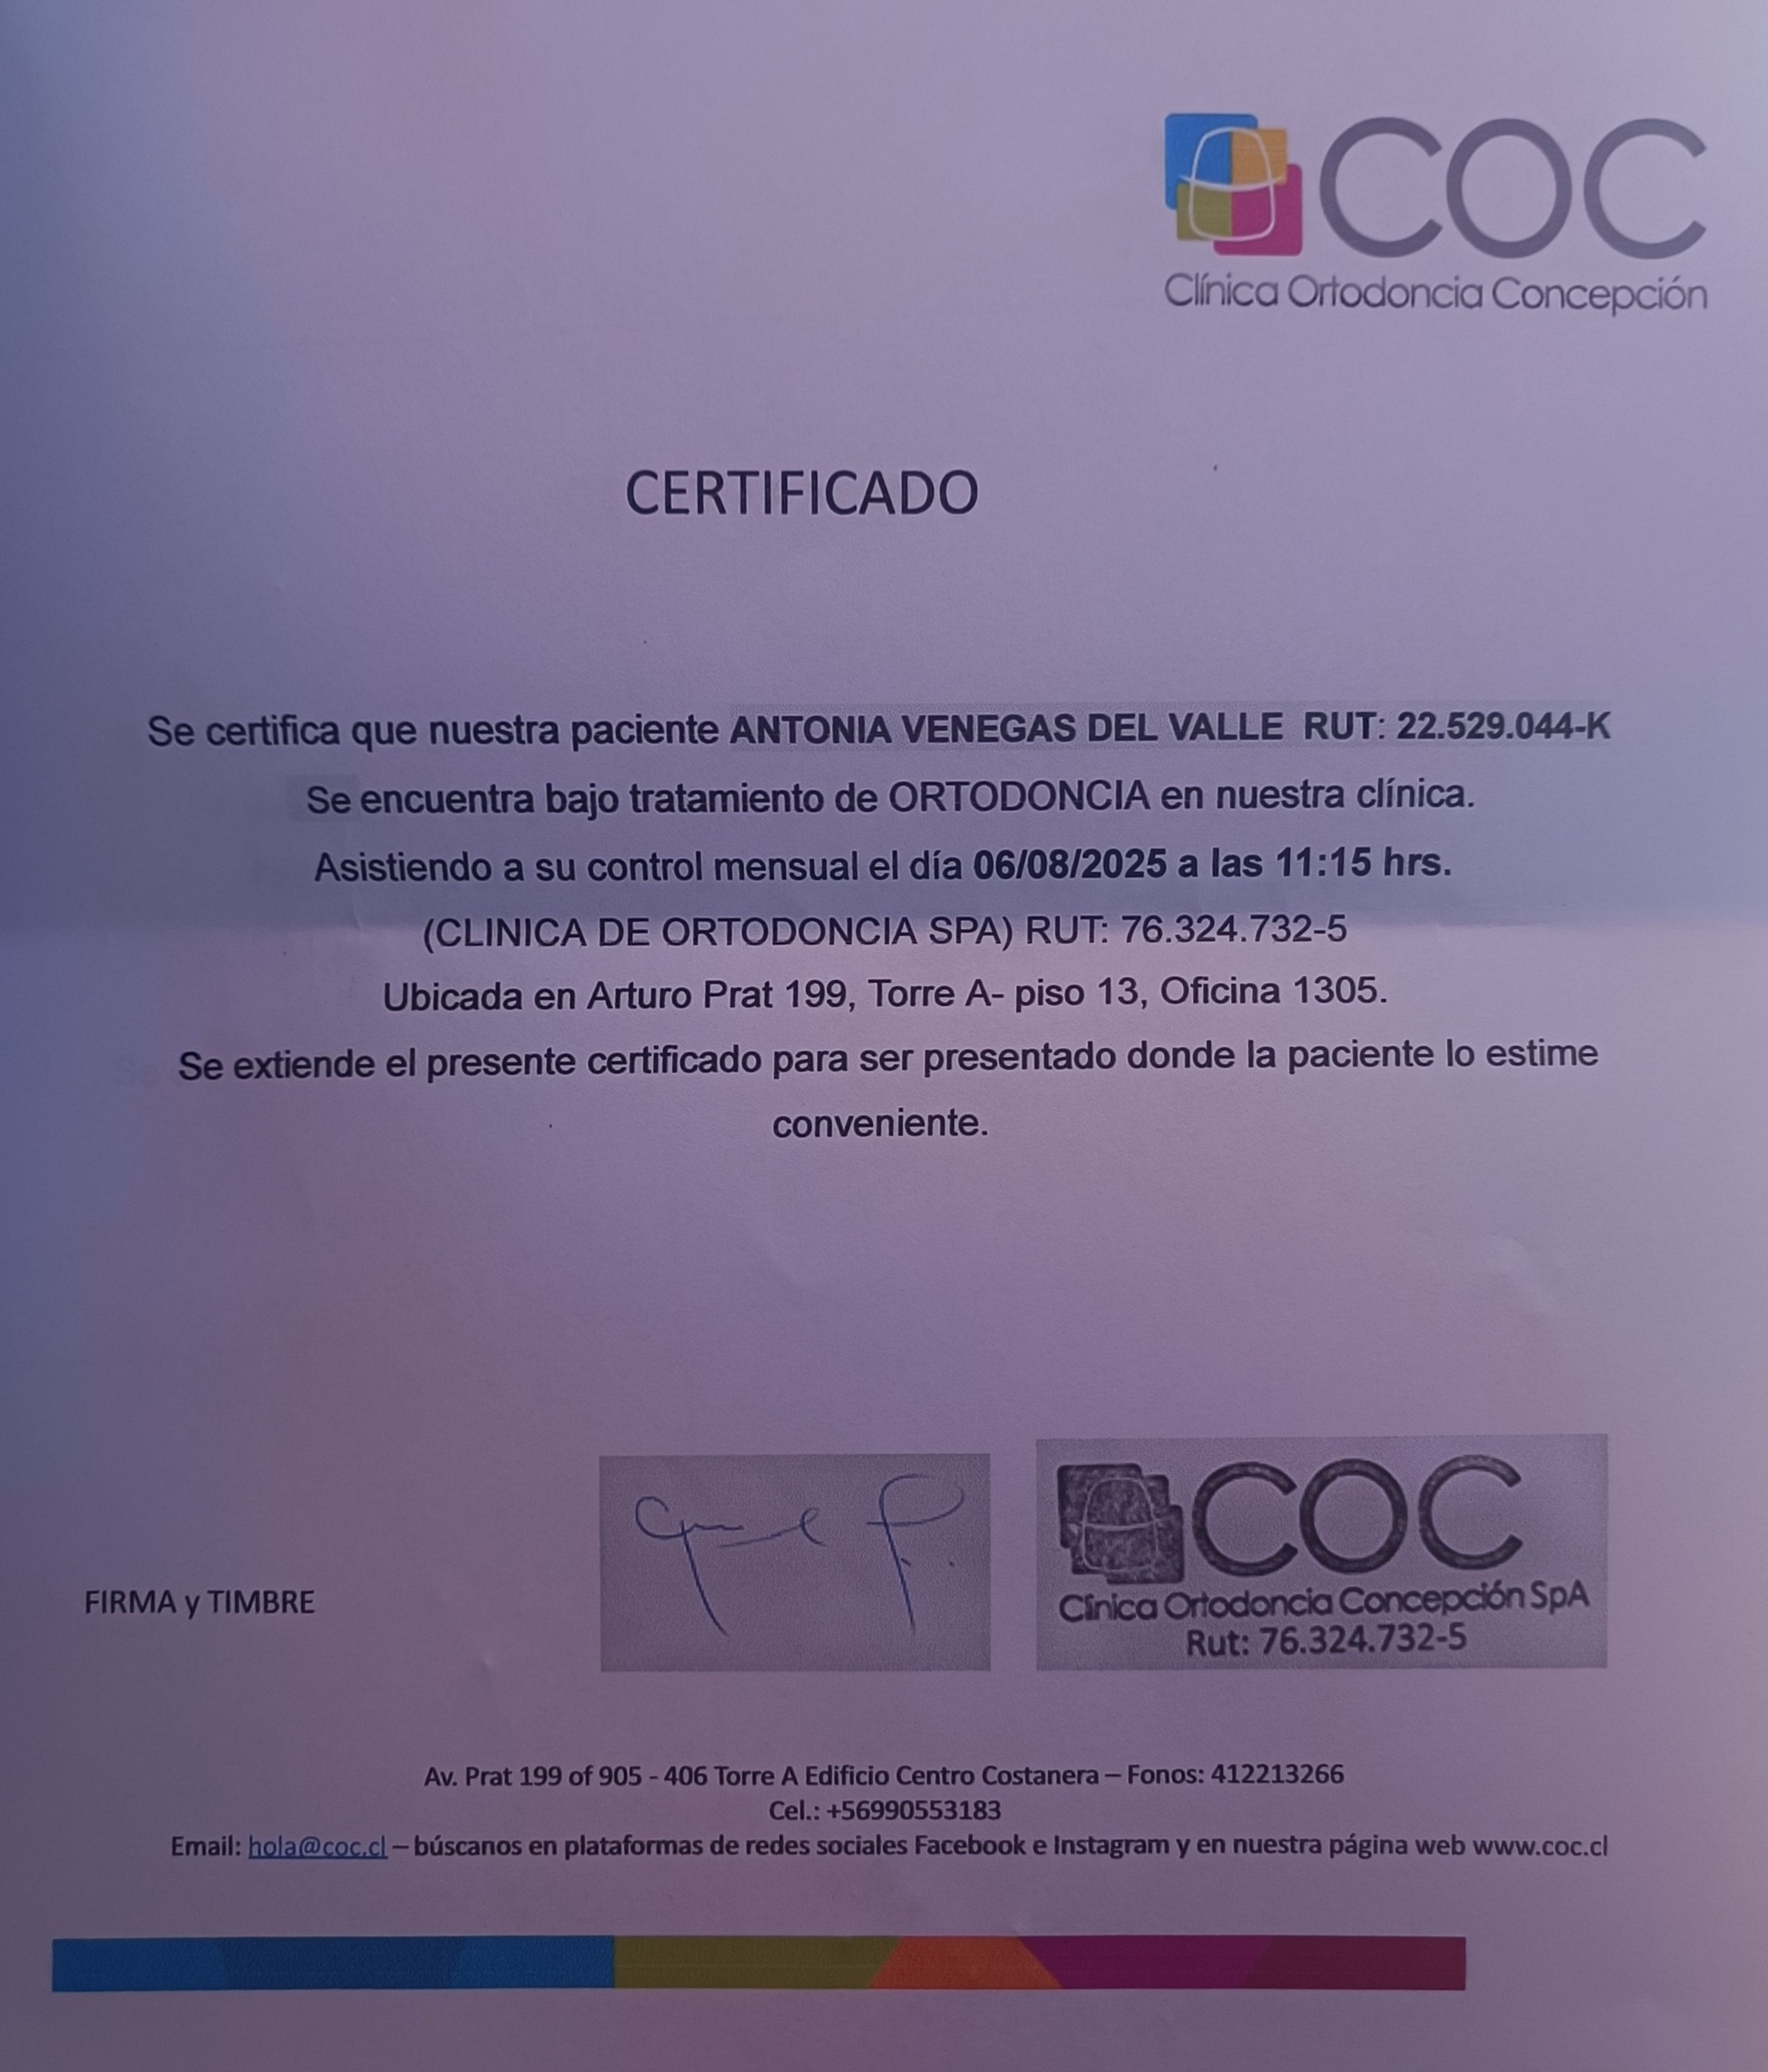 COC
Clínica Ortodoncia Concepción
CERTIFICADO
Se certifica que nuestra paciente ANTONIA VENEGAS DEL VALLE RUT: 22.529.044-K
Se encuentra bajo tratamiento de ORTODONCIA en nuestra clínica.
Asistiendo a su control mensual el día 06/08/2025 a las 11:15 hrs.
(CLINICA DE ORTODONCIA SPA) RUT: 76.324.732-5
Ubicada en Arturo Prat 199, Torre A- piso 13, Oficina 1305.
Se extiende el presente certificado para ser presentado donde la paciente lo estime
conveniente.
COC
Clínica Ortodoncia Concepción SpA
Rut: 76.324.732-5
FIRMA y TIMBRE
Av. Prat 199 of 905 - 406 Torre A Edificio Centro Costanera – Fonos: 412213266
Cel.: +56990553183
Email: hola@coc.cl – búscanos en plataformas de redes sociales Facebook e Instagram y en nuestra página web www.coc.cl